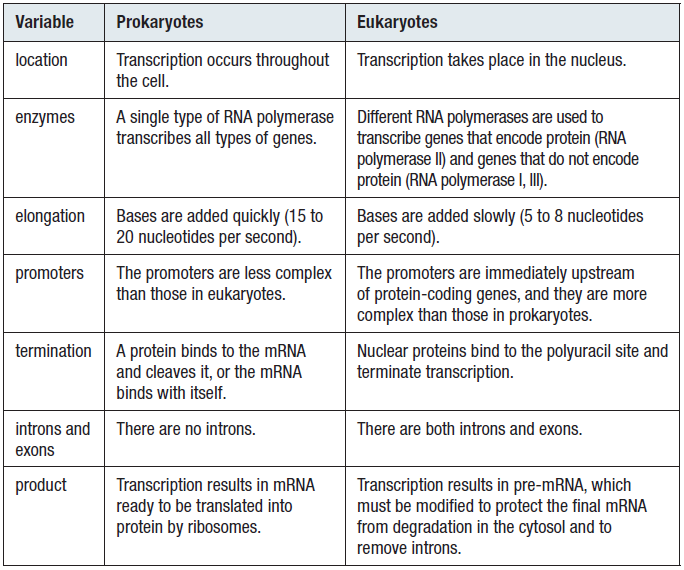 Variable Prokaryotes Eukaryotes
location Transcription occurs throughout Transcription takes place in the nucleus.
the cell.
enzymes A single type of RNA polymerase Different RNA polymerases are used to
transcribes all types of genes. transcribe genes that encode protein (RNA
polymerase II) and genes that do not encode
protein (RNA polymerase I, III).
elongation Bases are added quickly (15 to Bases are added slowly (5 to 8 nucleotides
20 nucleotides per second). per second).
promoters The promoters are less complex The promoters are immediately upstream
than those in eukaryotes. of protein-coding genes, and they are more
complex than those in prokaryotes.
termination A protein binds to the mRNA Nuclear proteins bind to the polyuracil site and
and cleaves it, or the mRNA terminate transcription.
binds with itself.
introns and There are no introns. There are both introns and exons.
exons
product Transcription results in mRNA Transcription results in pre-mRNA, which
ready to be translated into must be modified to protect the final mRNA
protein by ribosomes. from degradation in the cytosol and to
remove introns.